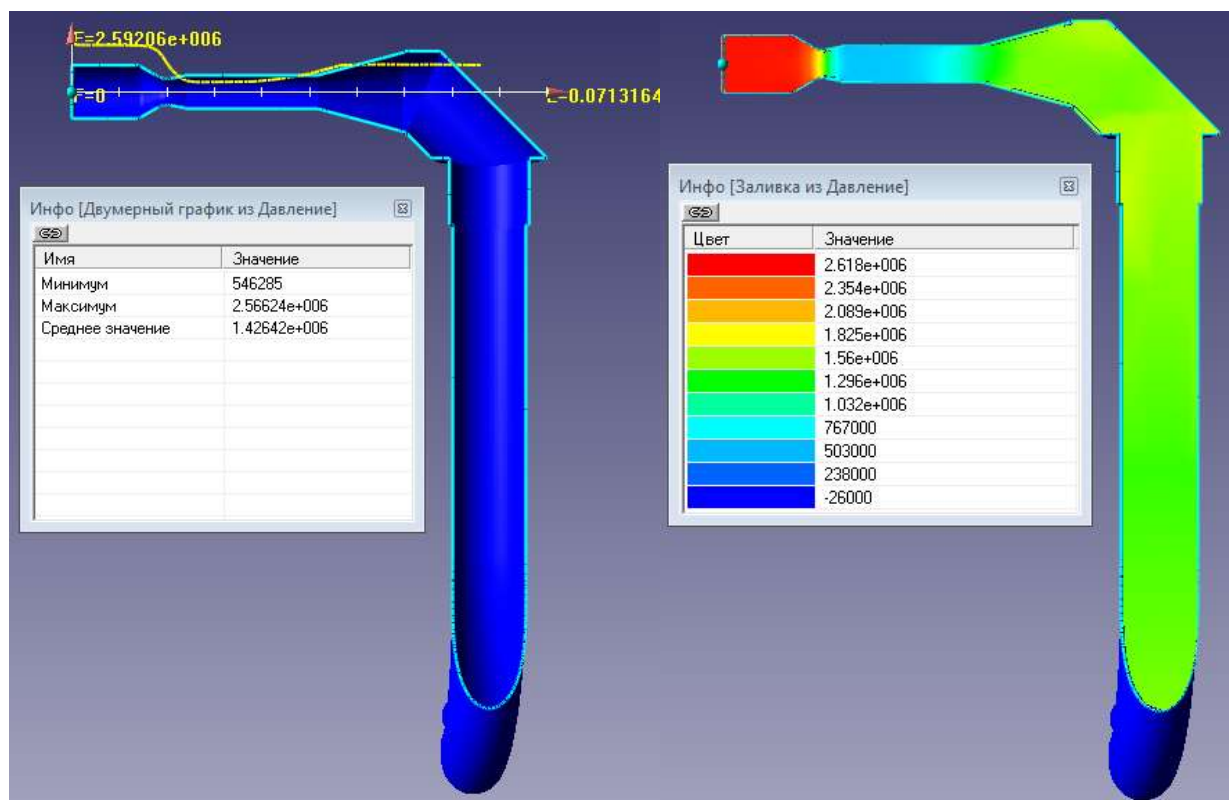 F=2.59206e+006
F=0
L=0.0713164
Инфо [Двумерный график из Давление]
Имя Значение
Минимум 546285
Максимум 2.56624e+006
Среднее значение 1.42642e+006
Инфо [Заливка из Давление]
Цвет Значение
2.618e+006
2.354e+006
2.089e+006
1.825e+006
1.56e+006
1.296e+006
1.032e+006
767000
503000
238000
-26000